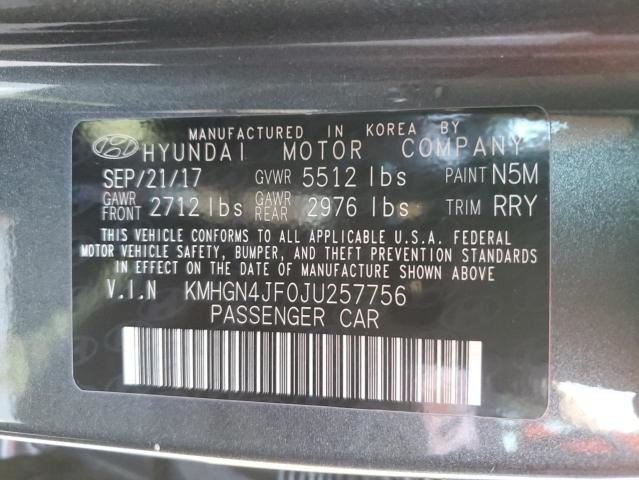 MANUFACTURED IN KOREA BY
HYUNDAI MOTOR COMPANY
SEP/21/17 GVWR 5512 lbs PAINT N5M
GAWR FRONT 2712 lbs GAWR REAR 2976 lbs TRIM RRY
THIS VEHICLE CONFORMS TO ALL APPLICABLE U.S.A. FEDERAL
MOTOR VEHICLE SAFETY, BUMPER, AND THEFT PREVENTION STANDARDS
IN EFFECT ON THE DATE OF MANUFACTURE SHOWN ABOVE
V.I.N KMHGN4JF0JU257756
PASSENGER CAR